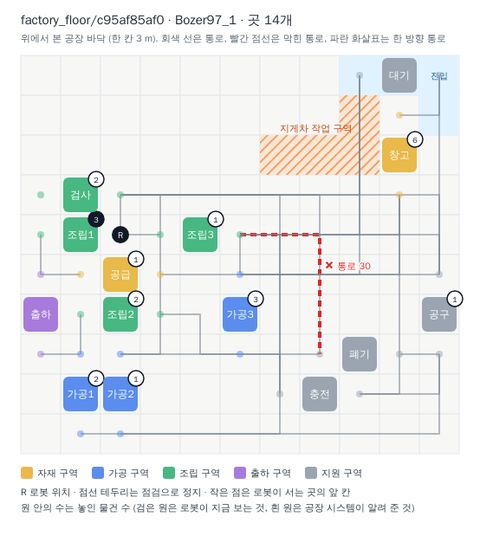 factory_floor/c95af85af0 · Bozer97_1 · 곳 14개
위에서 본 공장 바닥 (한 칸 3 m). 회색 선은 통로, 빨간 점선은 막힌 통로, 파란 화살표는 한 방향 통로
대기
전립
지게차 작업 구역
6
창고
2
검사
3
조립1
R
1
조립3
1
공급
통로 30
출하
2
조립2
3
가공3
1
공구
폐기
2
가공1
1
가공2
충전
자재 구역
가공 구역
조립 구역
출하 구역
지원 구역
R 로봇 위치 · 점선 테두리는 점검으로 정지 · 작은 점은 로봇이 서는 곳의 앞 칸
원 안의 수는 놓인 물건 수 (검은 원은 로봇이 지금 보는 것, 흰 원은 공장 시스템이 알려 준 것)